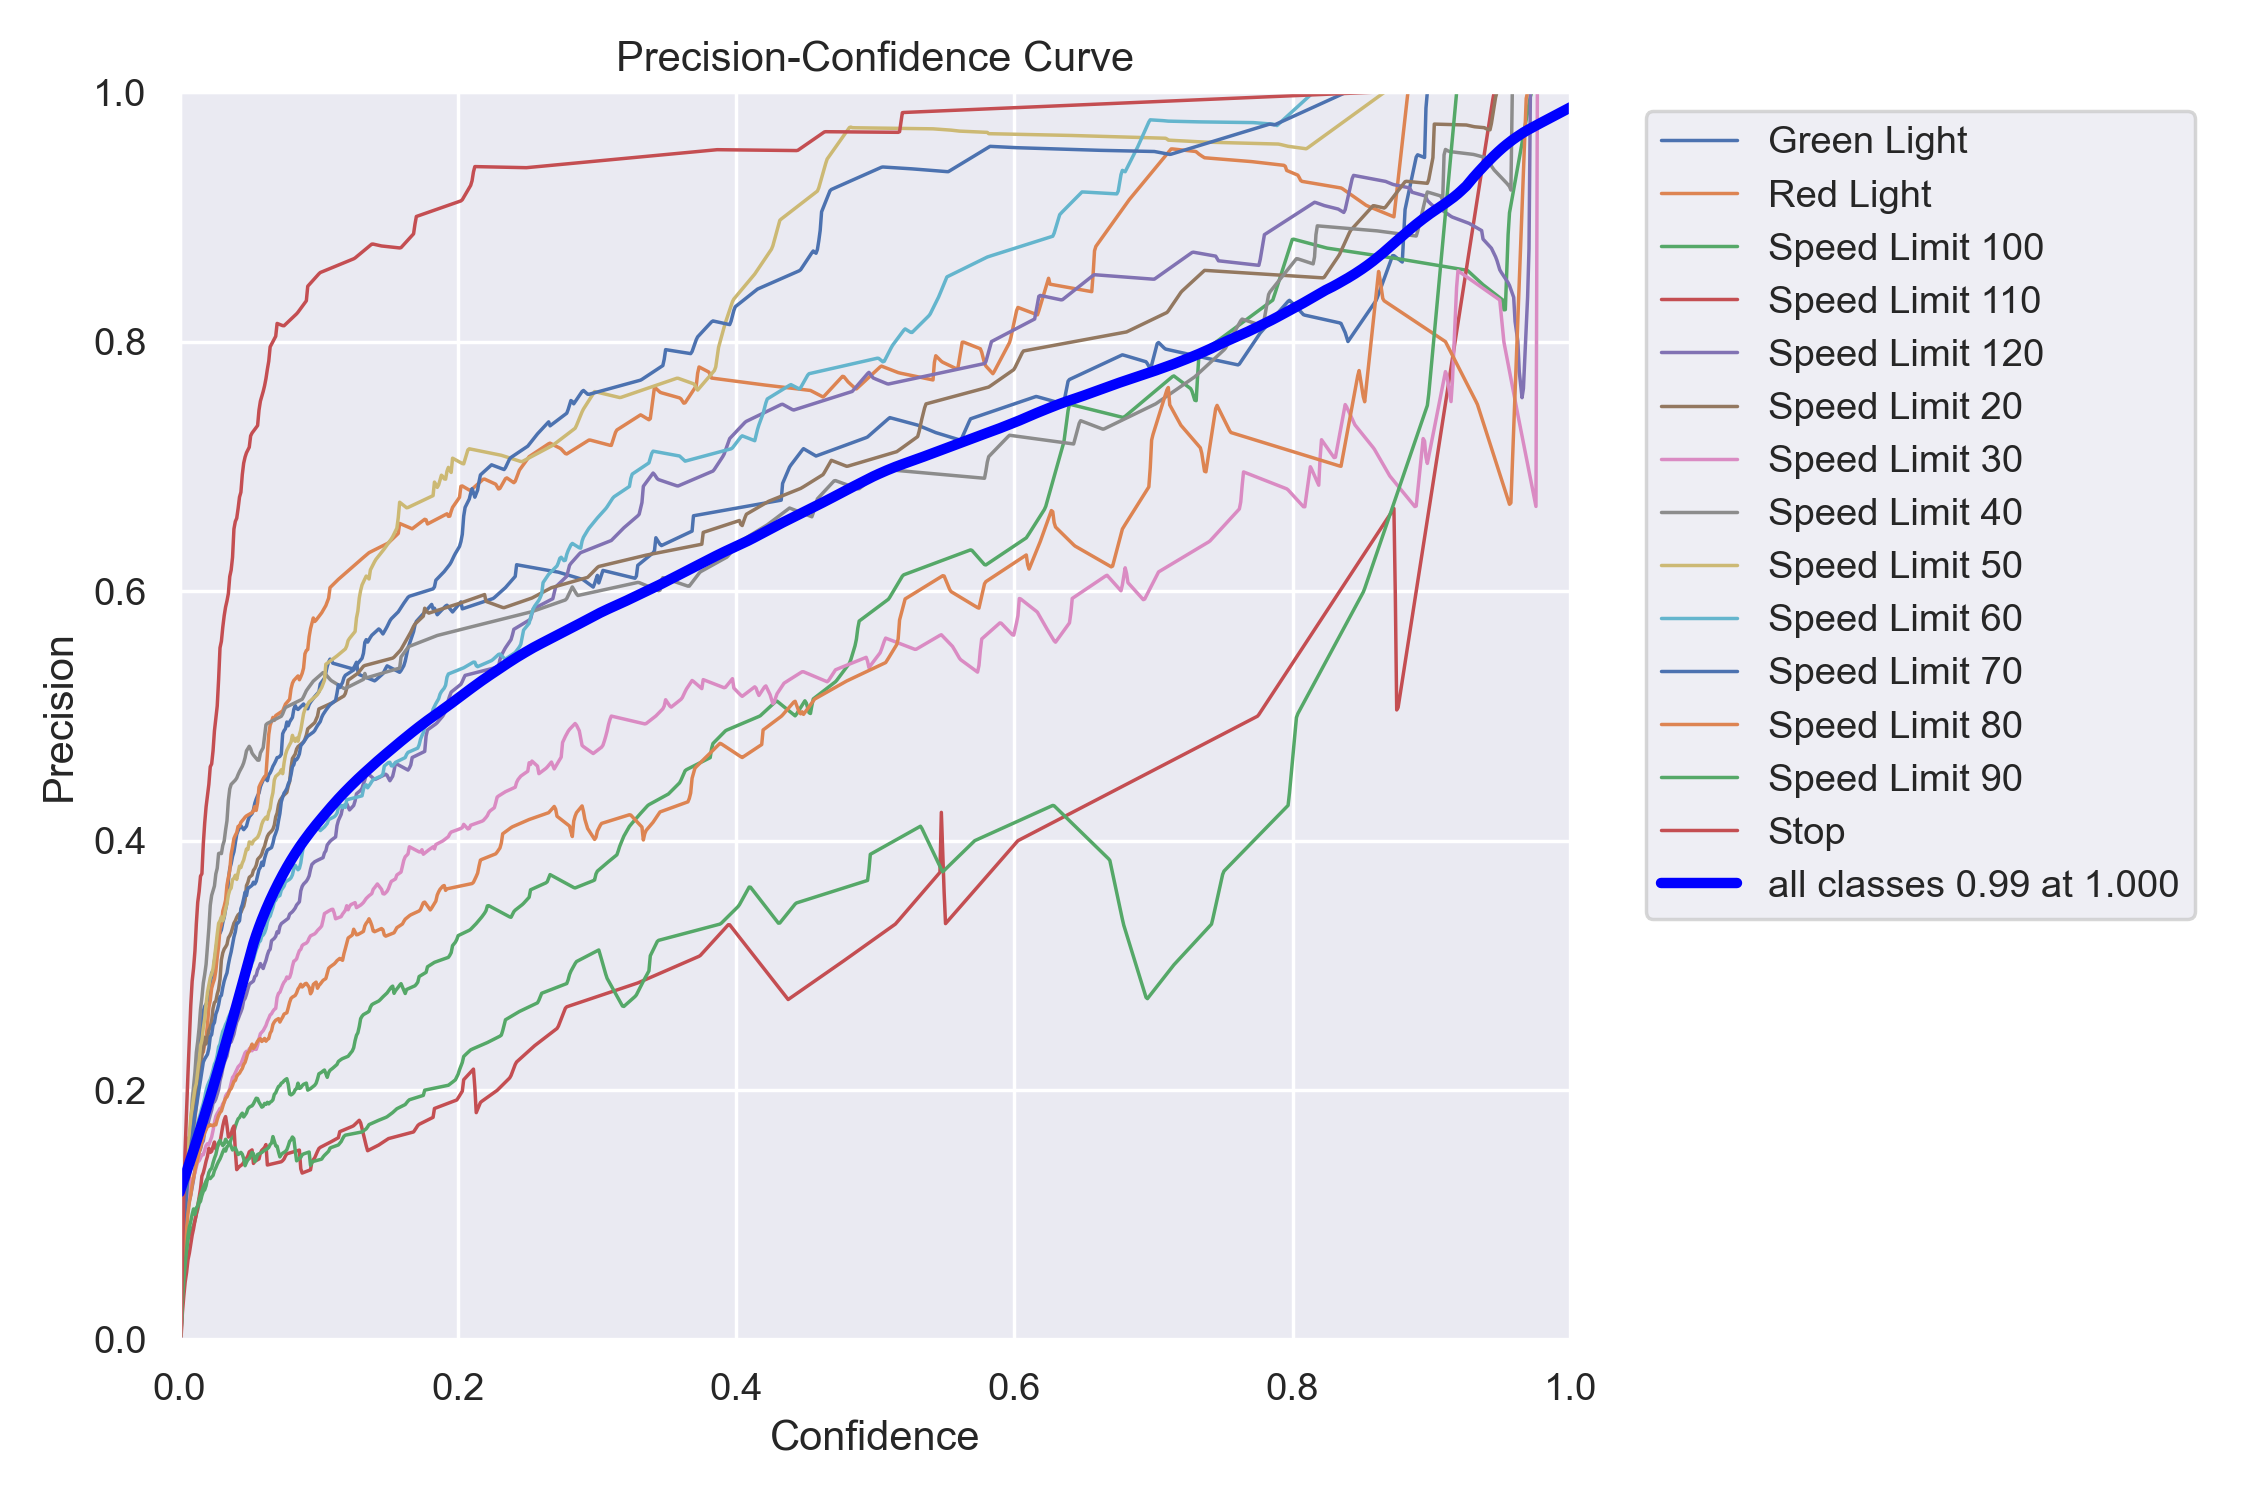 Precision-Confidence Curve
1.0
0.8
0.6
0.4
0.2
0.0
Precision
0.0 0.2 0.4 0.6 0.8 1.0
Confidence
Green Light
Red Light
Speed Limit 100
Speed Limit 110
Speed Limit 120
Speed Limit 20
Speed Limit 30
Speed Limit 40
Speed Limit 50
Speed Limit 60
Speed Limit 70
Speed Limit 80
Speed Limit 90
Stop
all classes 0.99 at 1.000